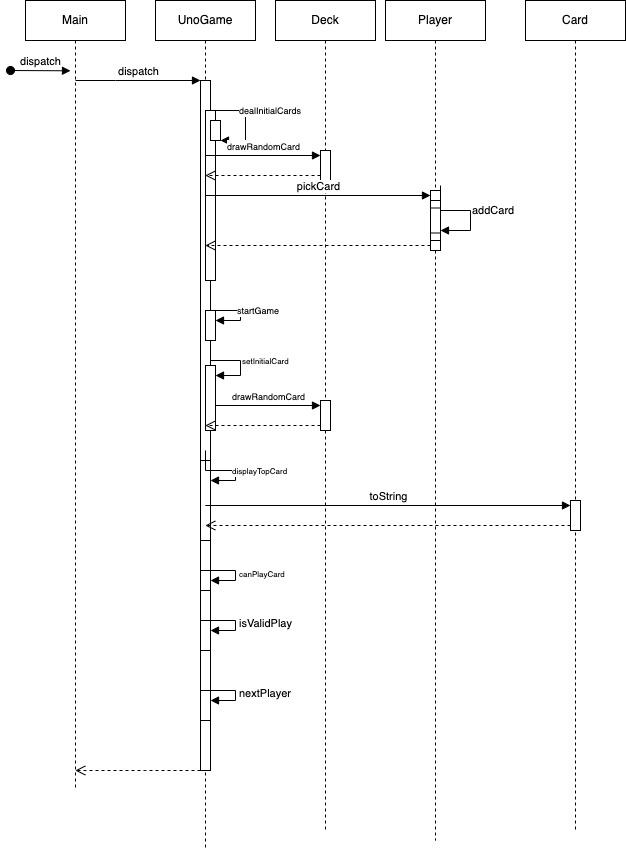 Main
UnoGame
Deck
Player
Card
dispatch
dispatch
dealInitialCards
drawRandomCard
pickCard
addCard
startGame
setInitialCard
drawRandomCard
displayTopCard
toString
canPlayCard
isValidPlay
nextPlayer